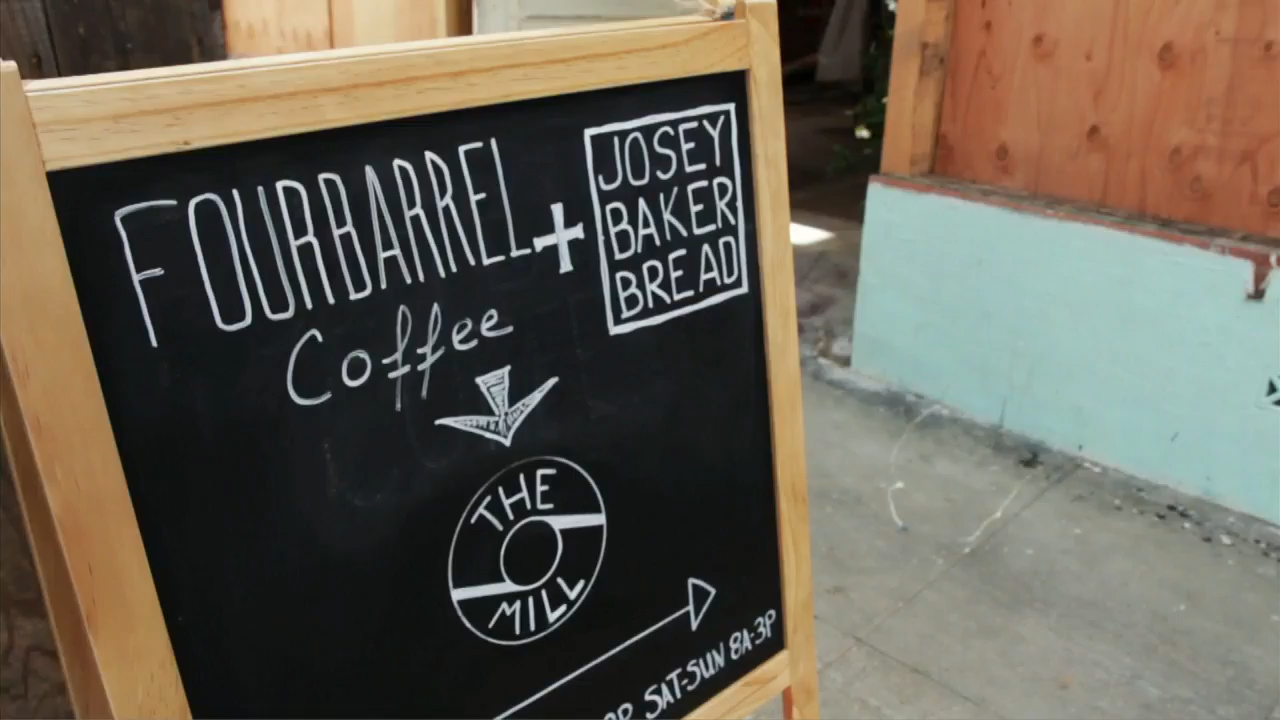 FOURBARREL +
Coffee
JOSEY
BAKER
BREAD
THE
MILL
SAT-SUN 8A-3P